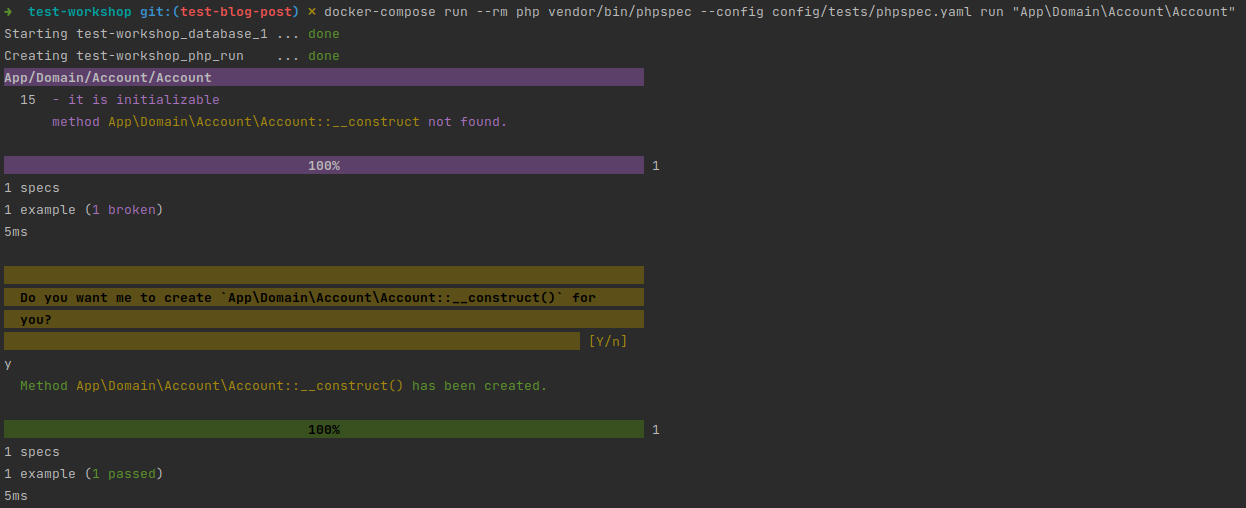 ➜  test-workshop git:(test-blog-post) ✗ docker-compose run --rm php vendor/bin/phpspec --config config/tests/phpspec.yaml run "App\Domain\Account\Account"
Starting test-workshop_database_1 ... done
Creating test-workshop_php_run    ... done
App/Domain/Account/Account
  15  - it is initializable
      method App\Domain\Account\Account::__construct not found.
100% 1
1 specs
1 example (1 broken)
5ms
  Do you want me to create `App\Domain\Account\Account::__construct()` for
  you?
[Y/n]
y
  Method App\Domain\Account\Account::__construct() has been created.
100% 1
1 specs
1 example (1 passed)
5ms